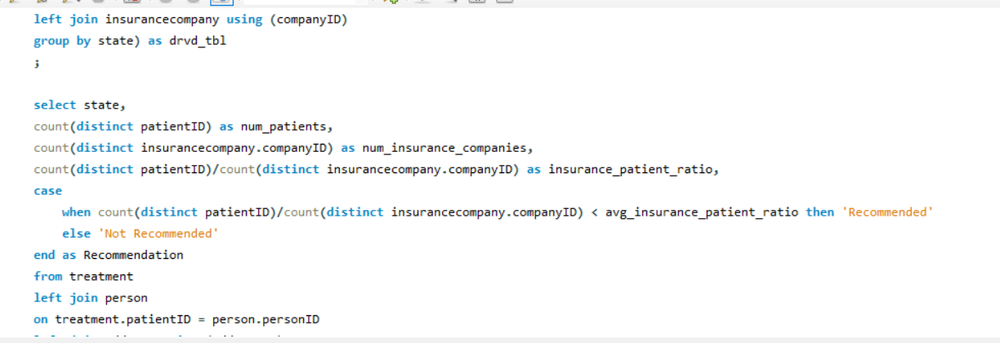 left join insurancecompany using (companyID)
group by state) as drvd_tbl
;
select state,
count(distinct patientID) as num_patients,
count(distinct insurancecompany.companyID) as num_insurance_companies,
count(distinct patientID)/count(distinct insurancecompany.companyID) as insurance_patient_ratio,
case
when count(distinct patientID)/count(distinct insurancecompany.companyID) < avg_insurance_patient_ratio then 'Recommended'
else 'Not Recommended'
end as Recommendation
from treatment
left join person
on treatment.patientID = person.personID